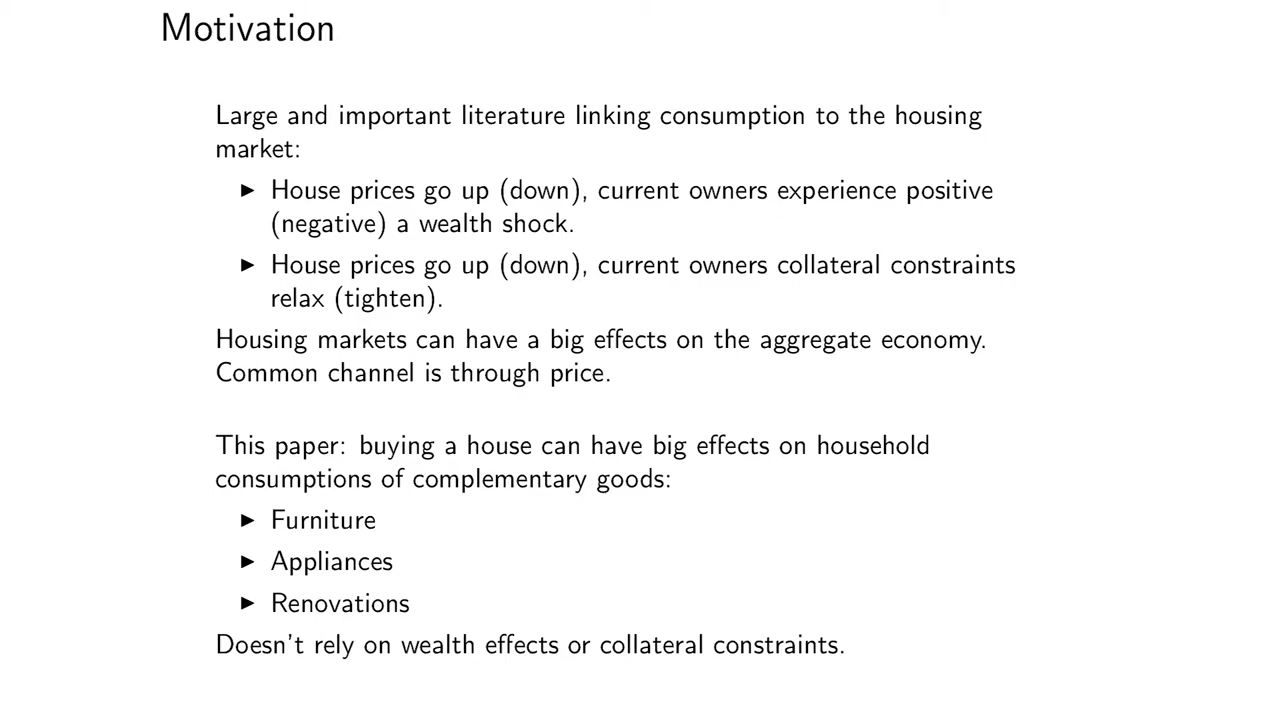 Motivation
Large and important literature linking consumption to the housing
market:
▶ House prices go up (down), current owners experience positive
(negative) a wealth shock.
▶ House prices go up (down), current owners collateral constraints
relax (tighten).
Housing markets can have a big effects on the aggregate economy.
Common channel is through price.
This paper: buying a house can have big effects on household
consumptions of complementary goods:
▶ Furniture
▶ Appliances
▶ Renovations
Doesn't rely on wealth effects or collateral constraints.